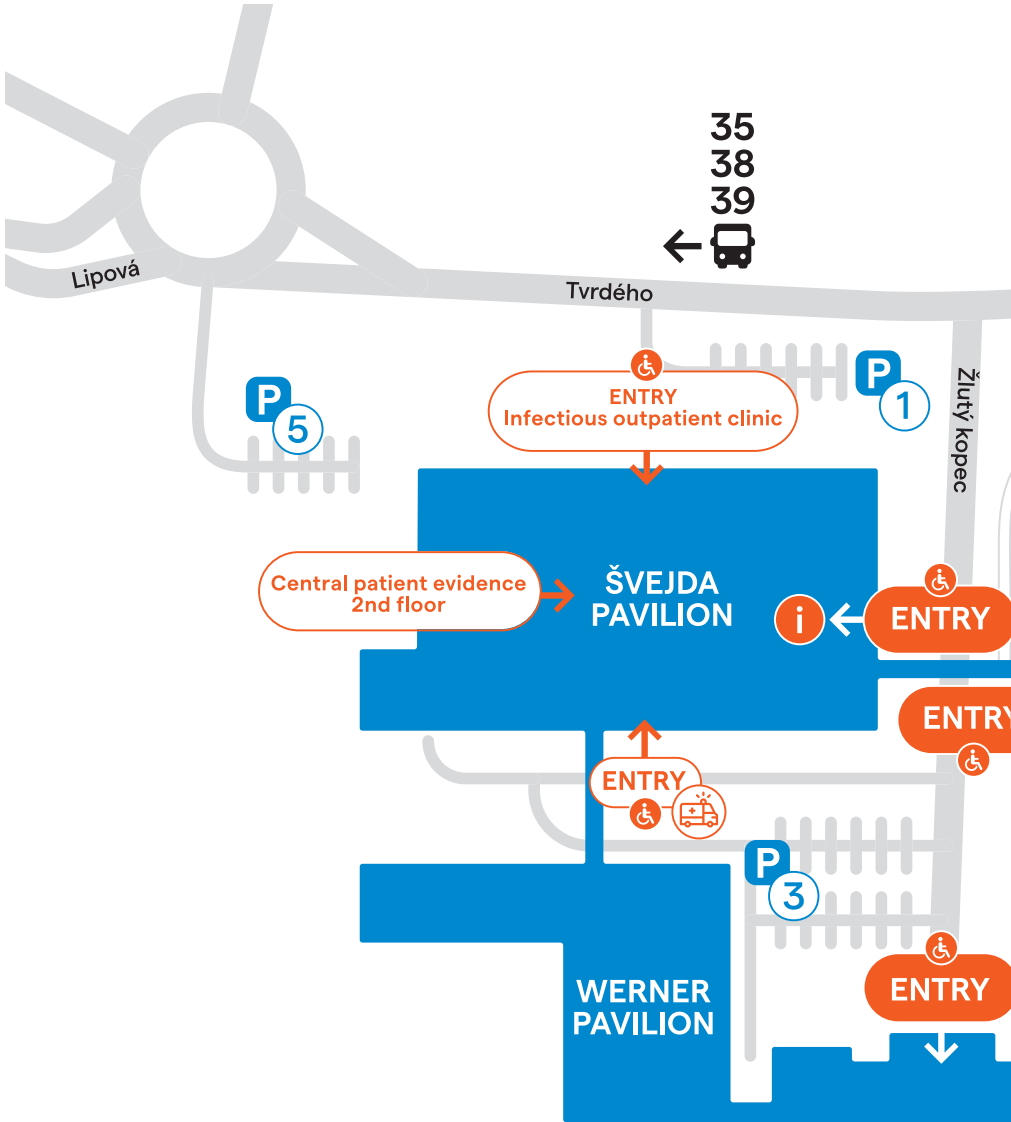 35
38
39
Lipová
Tvrdého
P
1
P
5
Žlutý kopec
ENTRY
Infectious outpatient clinic
Central patient evidence
2nd floor
ŠVEJDA
PAVILION
i
ENTRY
ENTRY
ENTRY
P
3
WERNER
PAVILION
ENTRY